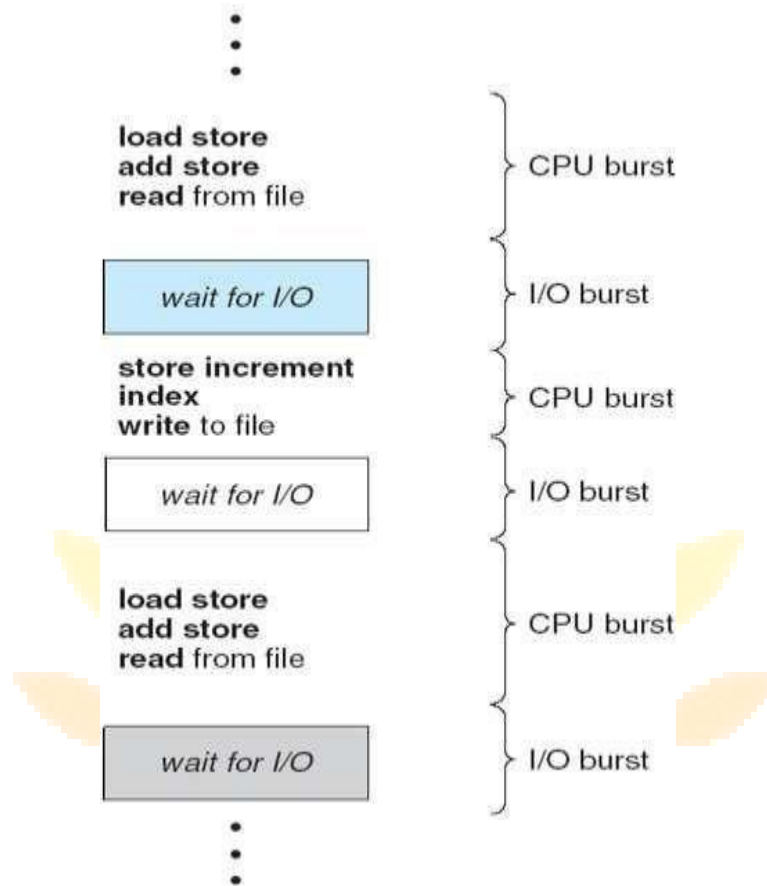 load store
add store
read from file
CPU burst
wait for I/O
I/O burst
store increment
index
write to file
CPU burst
wait for I/O
I/O burst
load store
add store
read from file
CPU burst
wait for I/O
I/O burst